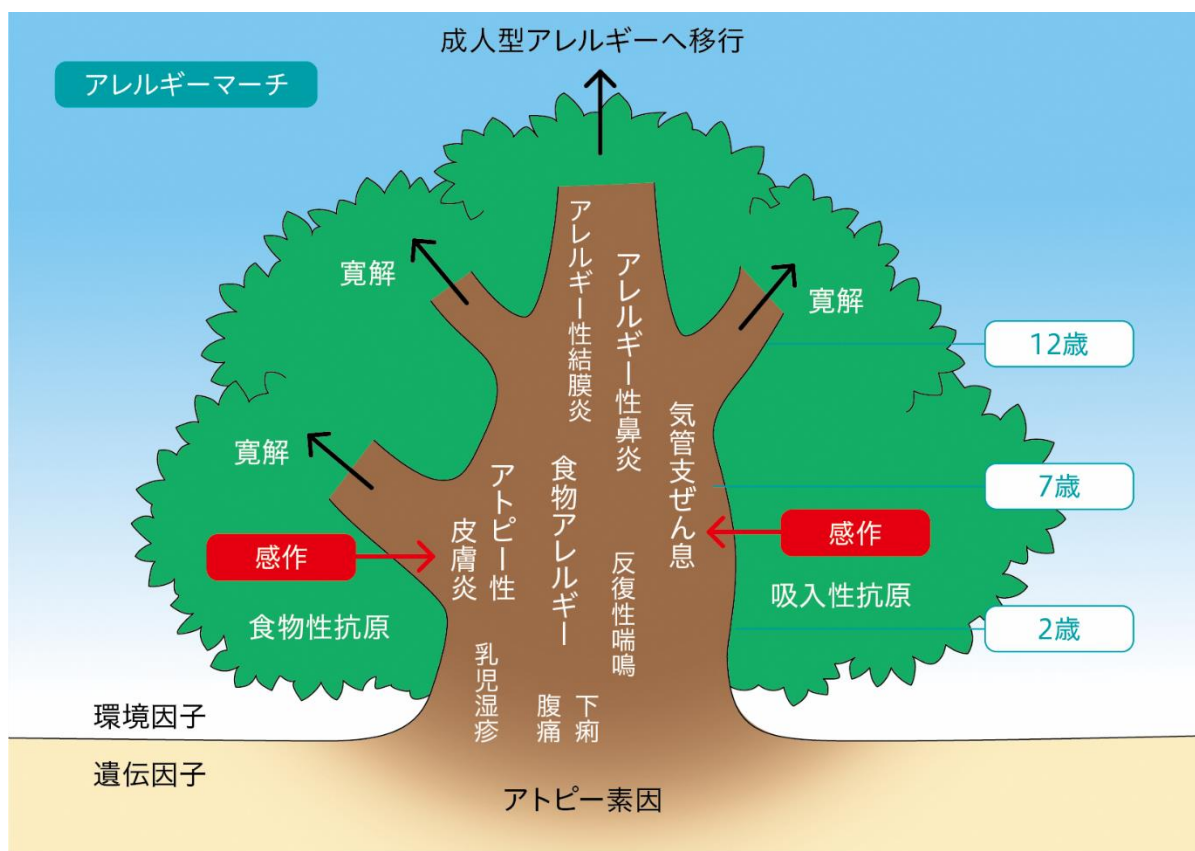 成人型アレルギーへ移行
アレルギーマーチ
アレルギー性結膜炎
アレルギー性鼻炎
寛解
寛解
12歳
気管支ぜん息
寛解
食物アレルギー
アトピー性
皮膚炎
7歳
感作
感作
反復性喘鳴
吸入性抗原
食物性抗原
2歳
乳児湿疹
下痢
腹痛
環境因子
遺伝因子
アトピー素因